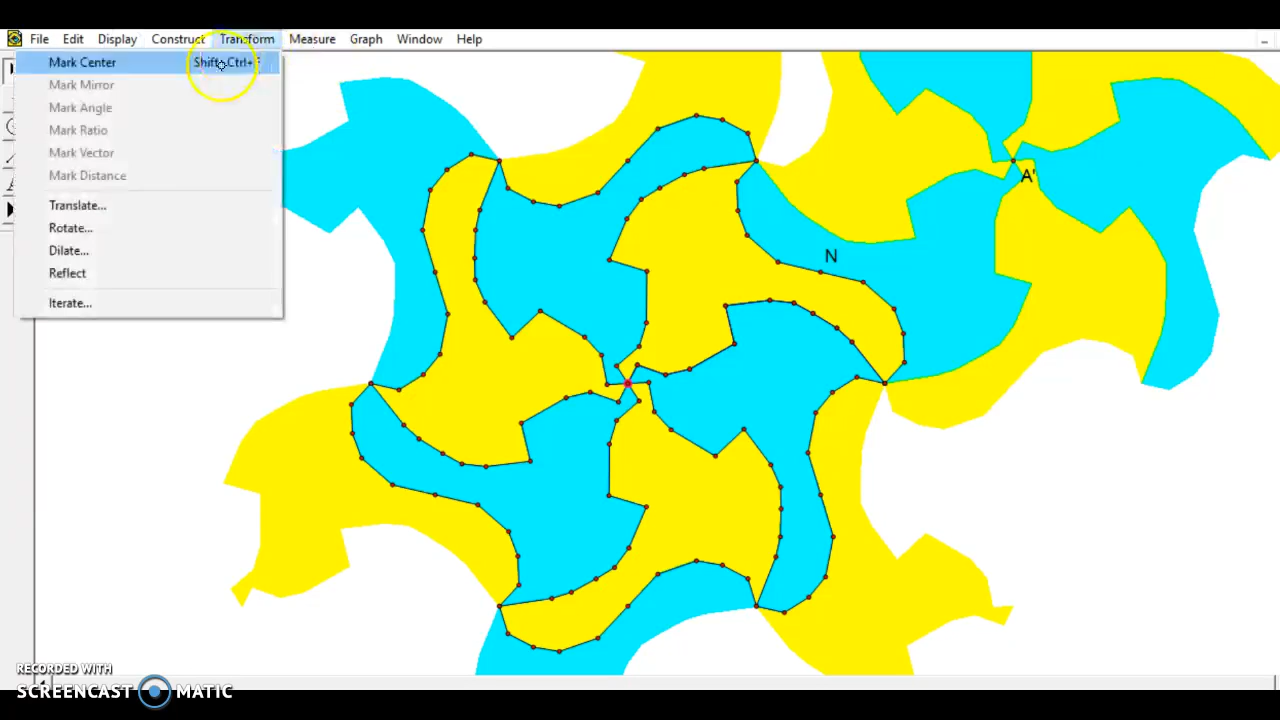 File Edit Display Construct Transform Measure Graph Window Help
Mark Center
Mark Mirror
Mark Angle
Mark Ratio
Mark Vector
Mark Distance
Translate...
Rotate...
Dilate...
Reflect
Iterate...
A'
N
RECORDED WITH
SCREENCAST MATIC